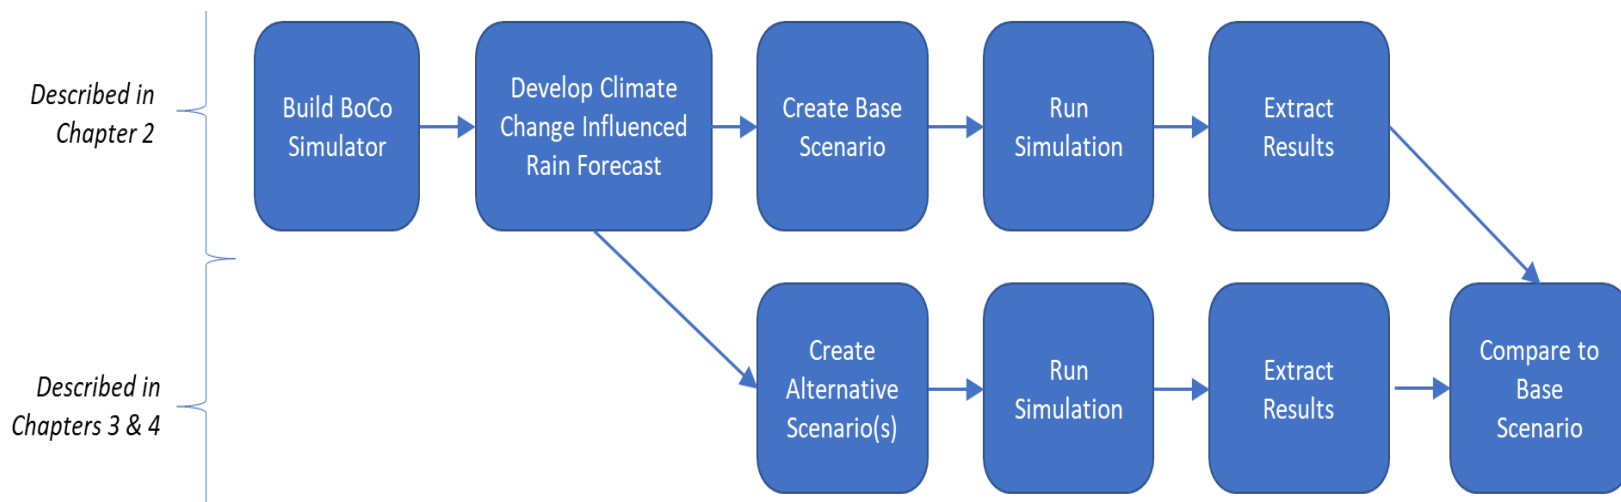 Described in
Chapter 2
Build BoCo
Simulator
Develop Climate
Change Influenced
Rain Forecast
Create Base
Scenario
Run
Simulation
Extract
Results
Described in
Chapters 3 & 4
Create
Alternative
Scenario(s)
Run
Simulation
Extract
Results
Compare to
Base
Scenario